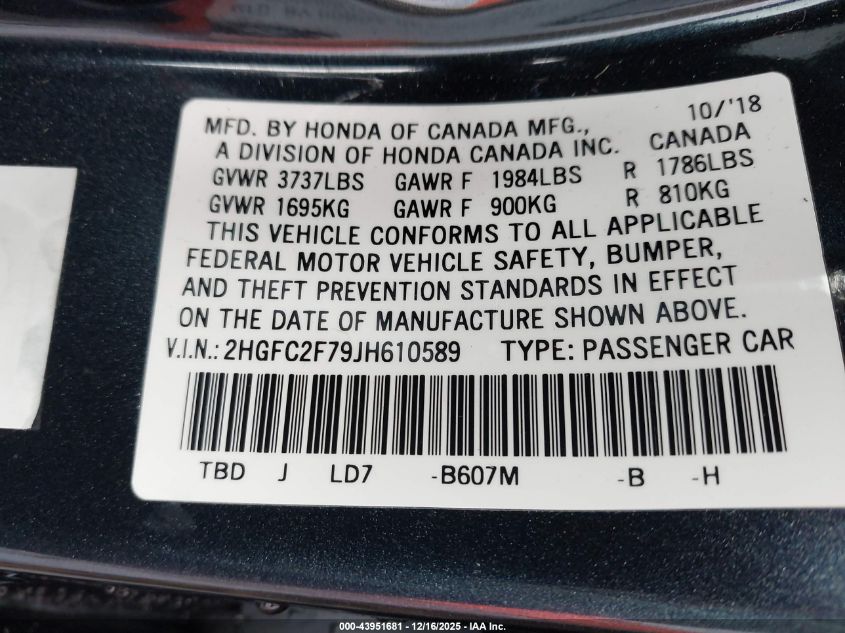 10/'18
MFD. BY HONDA OF CANADA MFG.,
A DIVISION OF HONDA CANADA INC. CANADA
GVWR 3737LBS GAWR F 1984LBS R 1786LBS
GVWR 1695KG GAWR F 900KG R 810KG
THIS VEHICLE CONFORMS TO ALL APPLICABLE
FEDERAL MOTOR VEHICLE SAFETY, BUMPER,
AND THEFT PREVENTION STANDARDS IN EFFECT
ON THE DATE OF MANUFACTURE SHOWN ABOVE.
V.I.N.: 2HGFC2F79JH610589 TYPE: PASSENGER CAR
TBD J LD7 -B607M -B -H
000-43951681 - 12/16/2025 - IAA Inc.